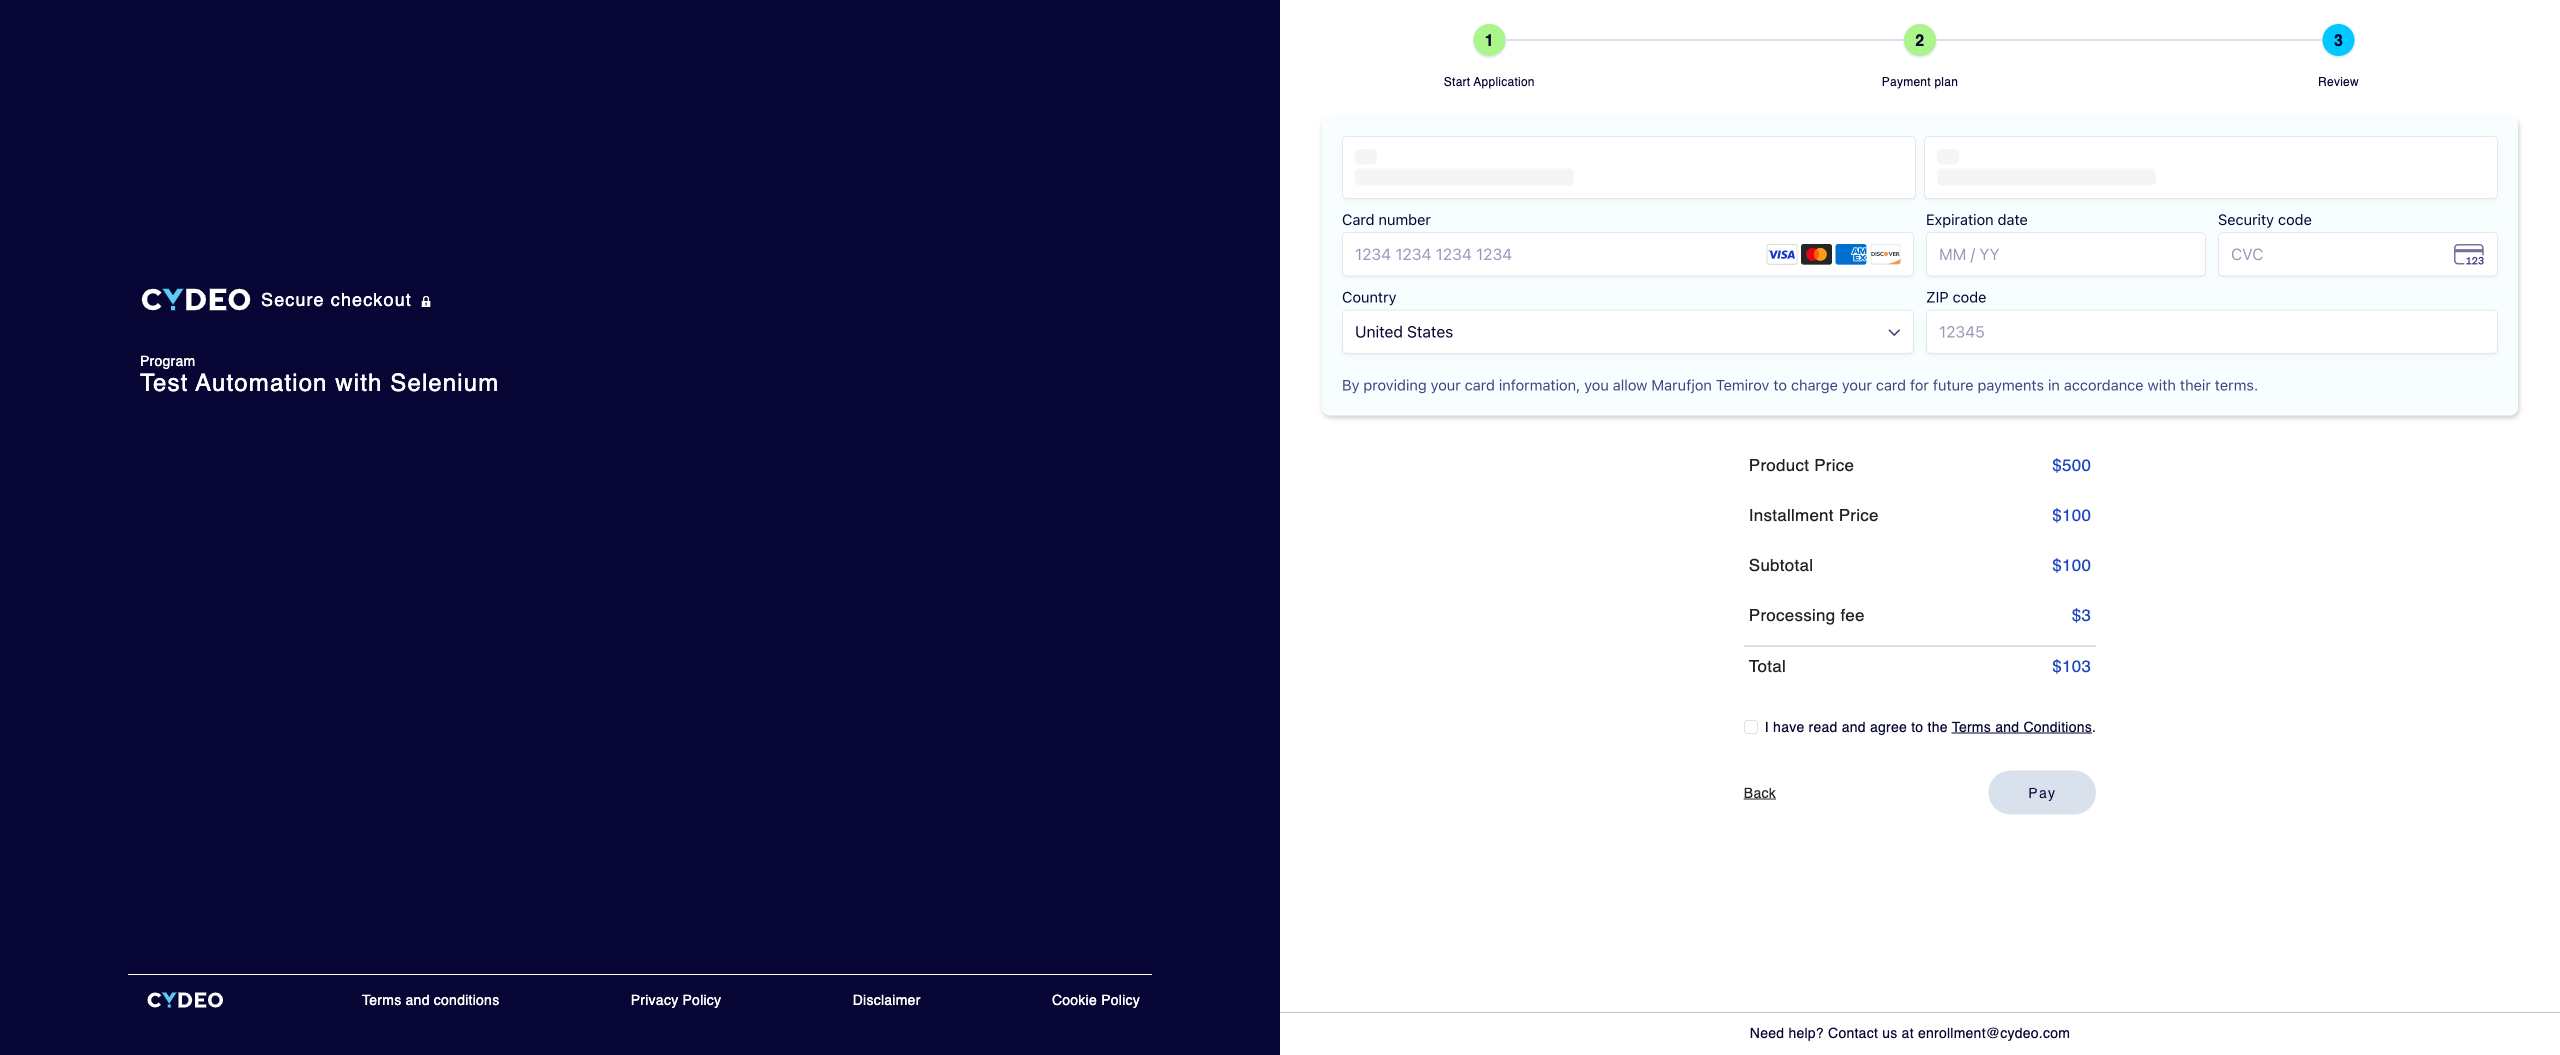 CYDEO Secure checkout
Program
Test Automation with Selenium
CYDEO
Terms and conditions
Privacy Policy
Disclaimer
Cookie Policy
1
2
3
Start Application
Payment plan
Review
Card number
Expiration date
Security code
1234 1234 1234 1234
VISA
AM EX
DISCOVER
MM / YY
CVC
123
Country
ZIP code
United States
12345
By providing your card information, you allow Marufjon Temirov to charge your card for future payments in accordance with their terms.
Product Price $500
Installment Price $100
Subtotal $100
Processing fee $3
Total $103
I have read and agree to the Terms and Conditions.
Back
Pay
Need help? Contact us at enrollment@cydeo.com